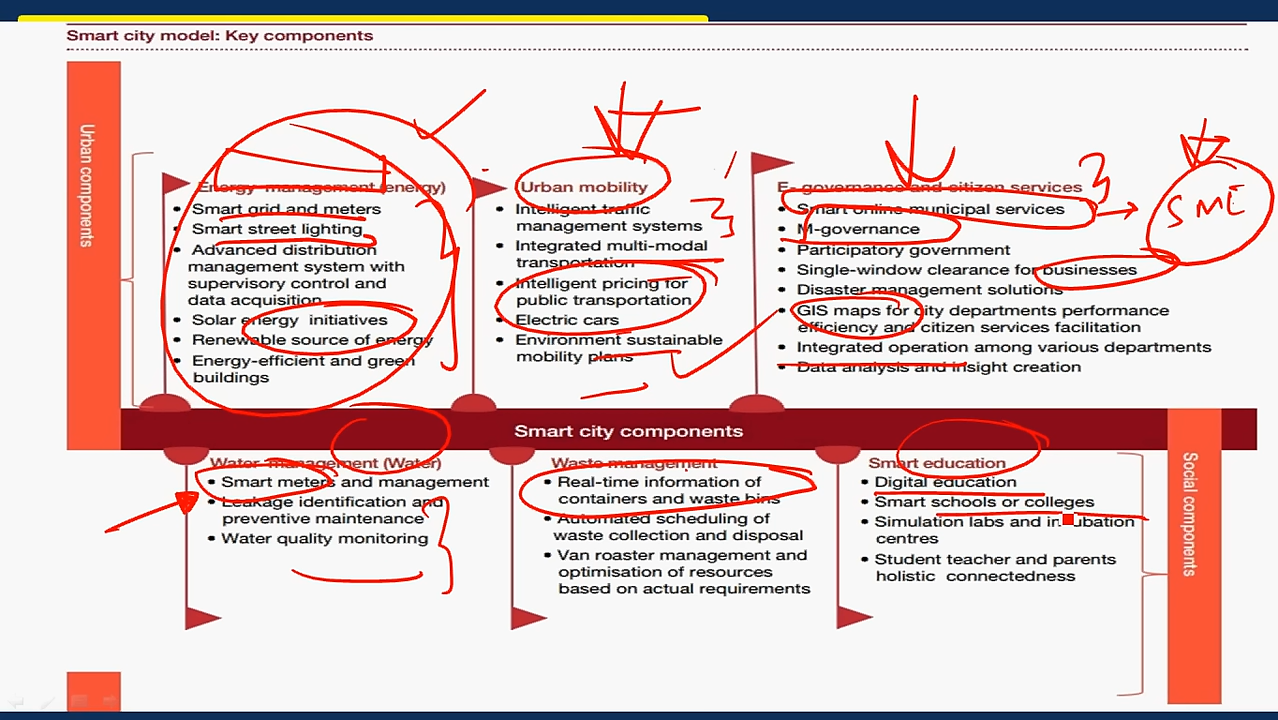 Smart city model: Key components
Urban components
Energy management (energy)
• Smart grid and meters
• Smart street lighting
• Advanced distribution
management system with
supervisory control and
data acquisition
• Solar energy initiatives
• Renewable source of energy
• Energy-efficient and green
buildings
Urban mobility
• Intelligent traffic
management systems
• Integrated multi-modal
transportation
• Intelligent pricing for
public transportation
• Electric cars
• Environment sustainable
mobility plans
E- governance and citizen services
• Smart online municipal services
• M-governance
• Participatory government
• Single-window clearance for businesses
• Disaster management solutions
• GIS maps for city departments performance
efficiency and citizen services facilitation
• Integrated operation among various departments
• Data analysis and insight creation
SME
Smart city components
Water management (Water)
• Smart meters and management
• Leakage identification and
preventive maintenance
• Water quality monitoring
Waste management
• Real-time information of
containers and waste bins
• Automated scheduling of
waste collection and disposal
• Van roaster management and
optimisation of resources
based on actual requirements
Smart education
• Digital education
• Smart schools or colleges
• Simulation labs and incubation
centres
• Student teacher and parents
holistic connectedness
Social components